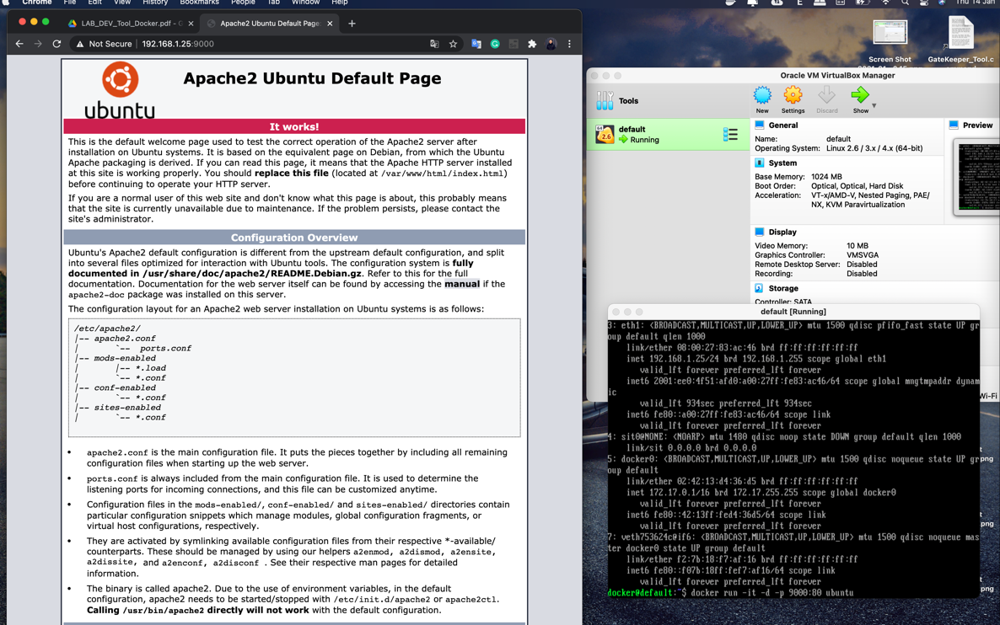 Chrome File Edit View History Bookmarks People Tab Window Help
Thu 14 Jan
LAB_DEV_Tool_Docker.pdf - G
Apache2 Ubuntu Default Page:
Not Secure 192.168.1.25:9000
ubuntu
Apache2 Ubuntu Default Page
It works!
This is the default welcome page used to test the correct operation of the Apache2 server after
installation on Ubuntu systems. It is based on the equivalent page on Debian, from which the Ubuntu
Apache packaging is derived. If you can read this page, it means that the Apache HTTP server installed
at this site is working properly. You should replace this file (located at /var/www/html/index.html)
before continuing to operate your HTTP server.
If you are a normal user of this web site and don't know what this page is about, this probably means
that the site is currently unavailable due to maintenance. If the problem persists, please contact the
site's administrator.
Configuration Overview
Ubuntu's Apache2 default configuration is different from the upstream default configuration, and split
into several files optimized for interaction with Ubuntu tools. The configuration system is fully
documented in /usr/share/doc/apache2/README.Debian.gz. Refer to this for the full
documentation. Documentation for the web server itself can be found by accessing the manual if the
apache2-doc package was installed on this server.
The configuration layout for an Apache2 web server installation on Ubuntu systems is as follows:
/etc/apache2/
|-- apache2.conf
|       `--  ports.conf
|-- mods-enabled
|       |-- *.load
|       `-- *.conf
|-- conf-enabled
|       `-- *.conf
|-- sites-enabled
|       `-- *.conf
• apache2.conf is the main configuration file. It puts the pieces together by including all remaining
configuration files when starting up the web server.
• ports.conf is always included from the main configuration file. It is used to determine the
listening ports for incoming connections, and this file can be customized anytime.
• Configuration files in the mods-enabled/, conf-enabled/ and sites-enabled/ directories contain
particular configuration snippets which manage modules, global configuration fragments, or
virtual host configurations, respectively.
• They are activated by symlinking available configuration files from their respective *-available/
counterparts. These should be managed by using our helpers a2enmod, a2dismod, a2ensite,
a2dissite, and a2enconf, a2disconf . See their respective man pages for detailed
information.
• The binary is called apache2. Due to the use of environment variables, in the default
configuration, apache2 needs to be started/stopped with /etc/init.d/apache2 or apache2ctl.
Calling /usr/bin/apache2 directly will not work with the default configuration.
Screen Shot
GateKeeper_Tool.c
Oracle VM VirtualBox Manager
Tools
New Settings Discard Show
64
2.6
default
Running
General
Name: default
Operating System: Linux 2.6 / 3.x / 4.x (64-bit)
System
Base Memory: 1024 MB
Boot Order: Optical, Optical, Hard Disk
Acceleration: VT-x/AMD-V, Nested Paging, PAE/
NX, KVM Paravirtualization
Display
Video Memory: 10 MB
Graphics Controller: VMSVGA
Remote Desktop Server: Disabled
Recording: Disabled
Storage
Controller: SATA
Preview
Wi-Fi
default [Running]
3: eth1: <BROADCAST,MULTICAST,UP,LOWER_UP> mtu 1500 qdisc pfifo_fast state UP gr
oup default qlen 1000
link/ether 08:00:27:83:ac:46 brd ff:ff:ff:ff:ff:ff
inet 192.168.1.25/24 brd 192.168.1.255 scope global eth1
valid_lft forever preferred_lft forever
inet6 2001:ee0:4f51:afd0:a00:27ff:fe83:ac46/64 scope global mngtmpaddr dynam
ic
valid_lft 934sec preferred_lft 934sec
inet6 fe80::a00:27ff:fe83:ac46/64 scope link
valid_lft forever preferred_lft forever
4: sit0@NONE: <NOARP> mtu 1480 qdisc noop state DOWN group default qlen 1000
link/sit 0.0.0.0 brd 0.0.0.0
5: docker0: <BROADCAST,MULTICAST,UP,LOWER_UP> mtu 1500 qdisc noqueue state UP gr
oup default
link/ether 02:42:13:d4:36:d5 brd ff:ff:ff:ff:ff:ff
inet 172.17.0.1/16 brd 172.17.255.255 scope global docker0
valid_lft forever preferred_lft forever
inet6 fe80::42:13ff:fed4:36d5/64 scope link
valid_lft forever preferred_lft forever
7: veth753624c@if6: <BROADCAST,MULTICAST,UP,LOWER_UP> mtu 1500 qdisc noqueue mas
ter docker0 state UP group default
link/ether f2:7b:18:f7:af:16 brd ff:ff:ff:ff:ff:ff
inet6 fe80::f07b:18ff:fef7:af16/64 scope link
valid_lft forever preferred_lft forever
docker@default:~$ docker run -it -d -p 9000:80 ubuntu
png
png
png